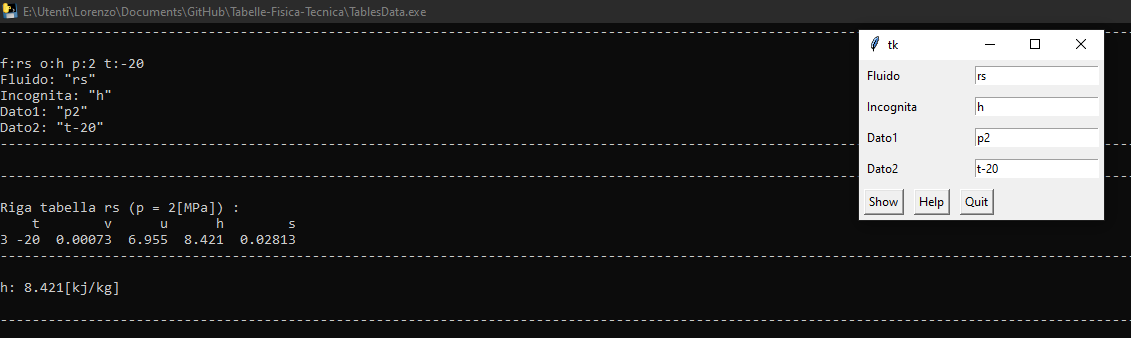 E:\Utenti\Lorenzo\Documents\GitHub\Tabelle-Fisica-Tecnica\TablesData.exe
f:rs o:h p:2 t:-20
Fluido: "rs"
Incognita: "h"
Dato1: "p2"
Dato2: "t-20"
Riga tabella rs (p = 2[MPa]) :
t v u h s
3 -20 0.00073 6.955 8.421 0.02813
h: 8.421[kj/kg]
tk
Fluido rs
Incognita h
Dato1 p2
Dato2 t-20
Show Help Quit